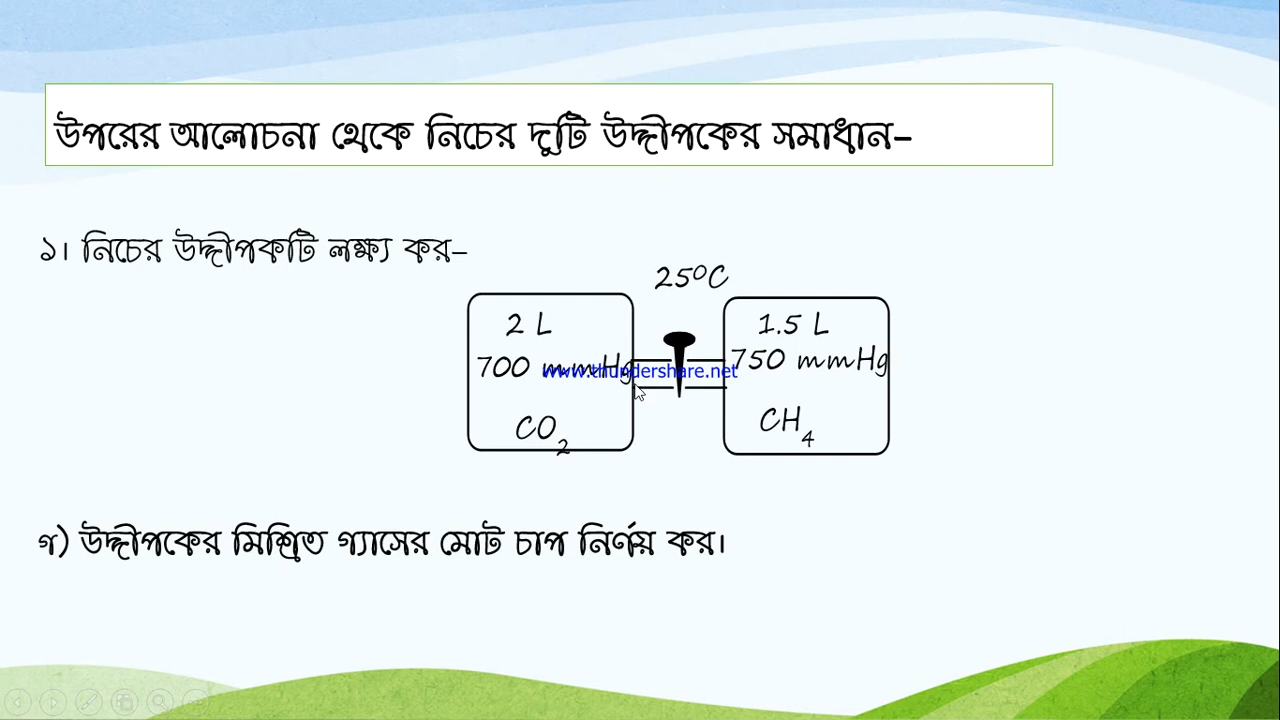 উপরের আলোচনা থেকে নিচের দুটি উদ্দীপকের সমাধান–
১। নিচের উদ্দীপকটি লক্ষ্য কর–
25⁰C
2 L
700 mmHg
CO₂
1.5 L
750 mmHg
CH₄
www.thundershare.net
গ) উদ্দীপকের মিশ্রিত গ্যাসের মোট চাপ নির্ণয় কর।